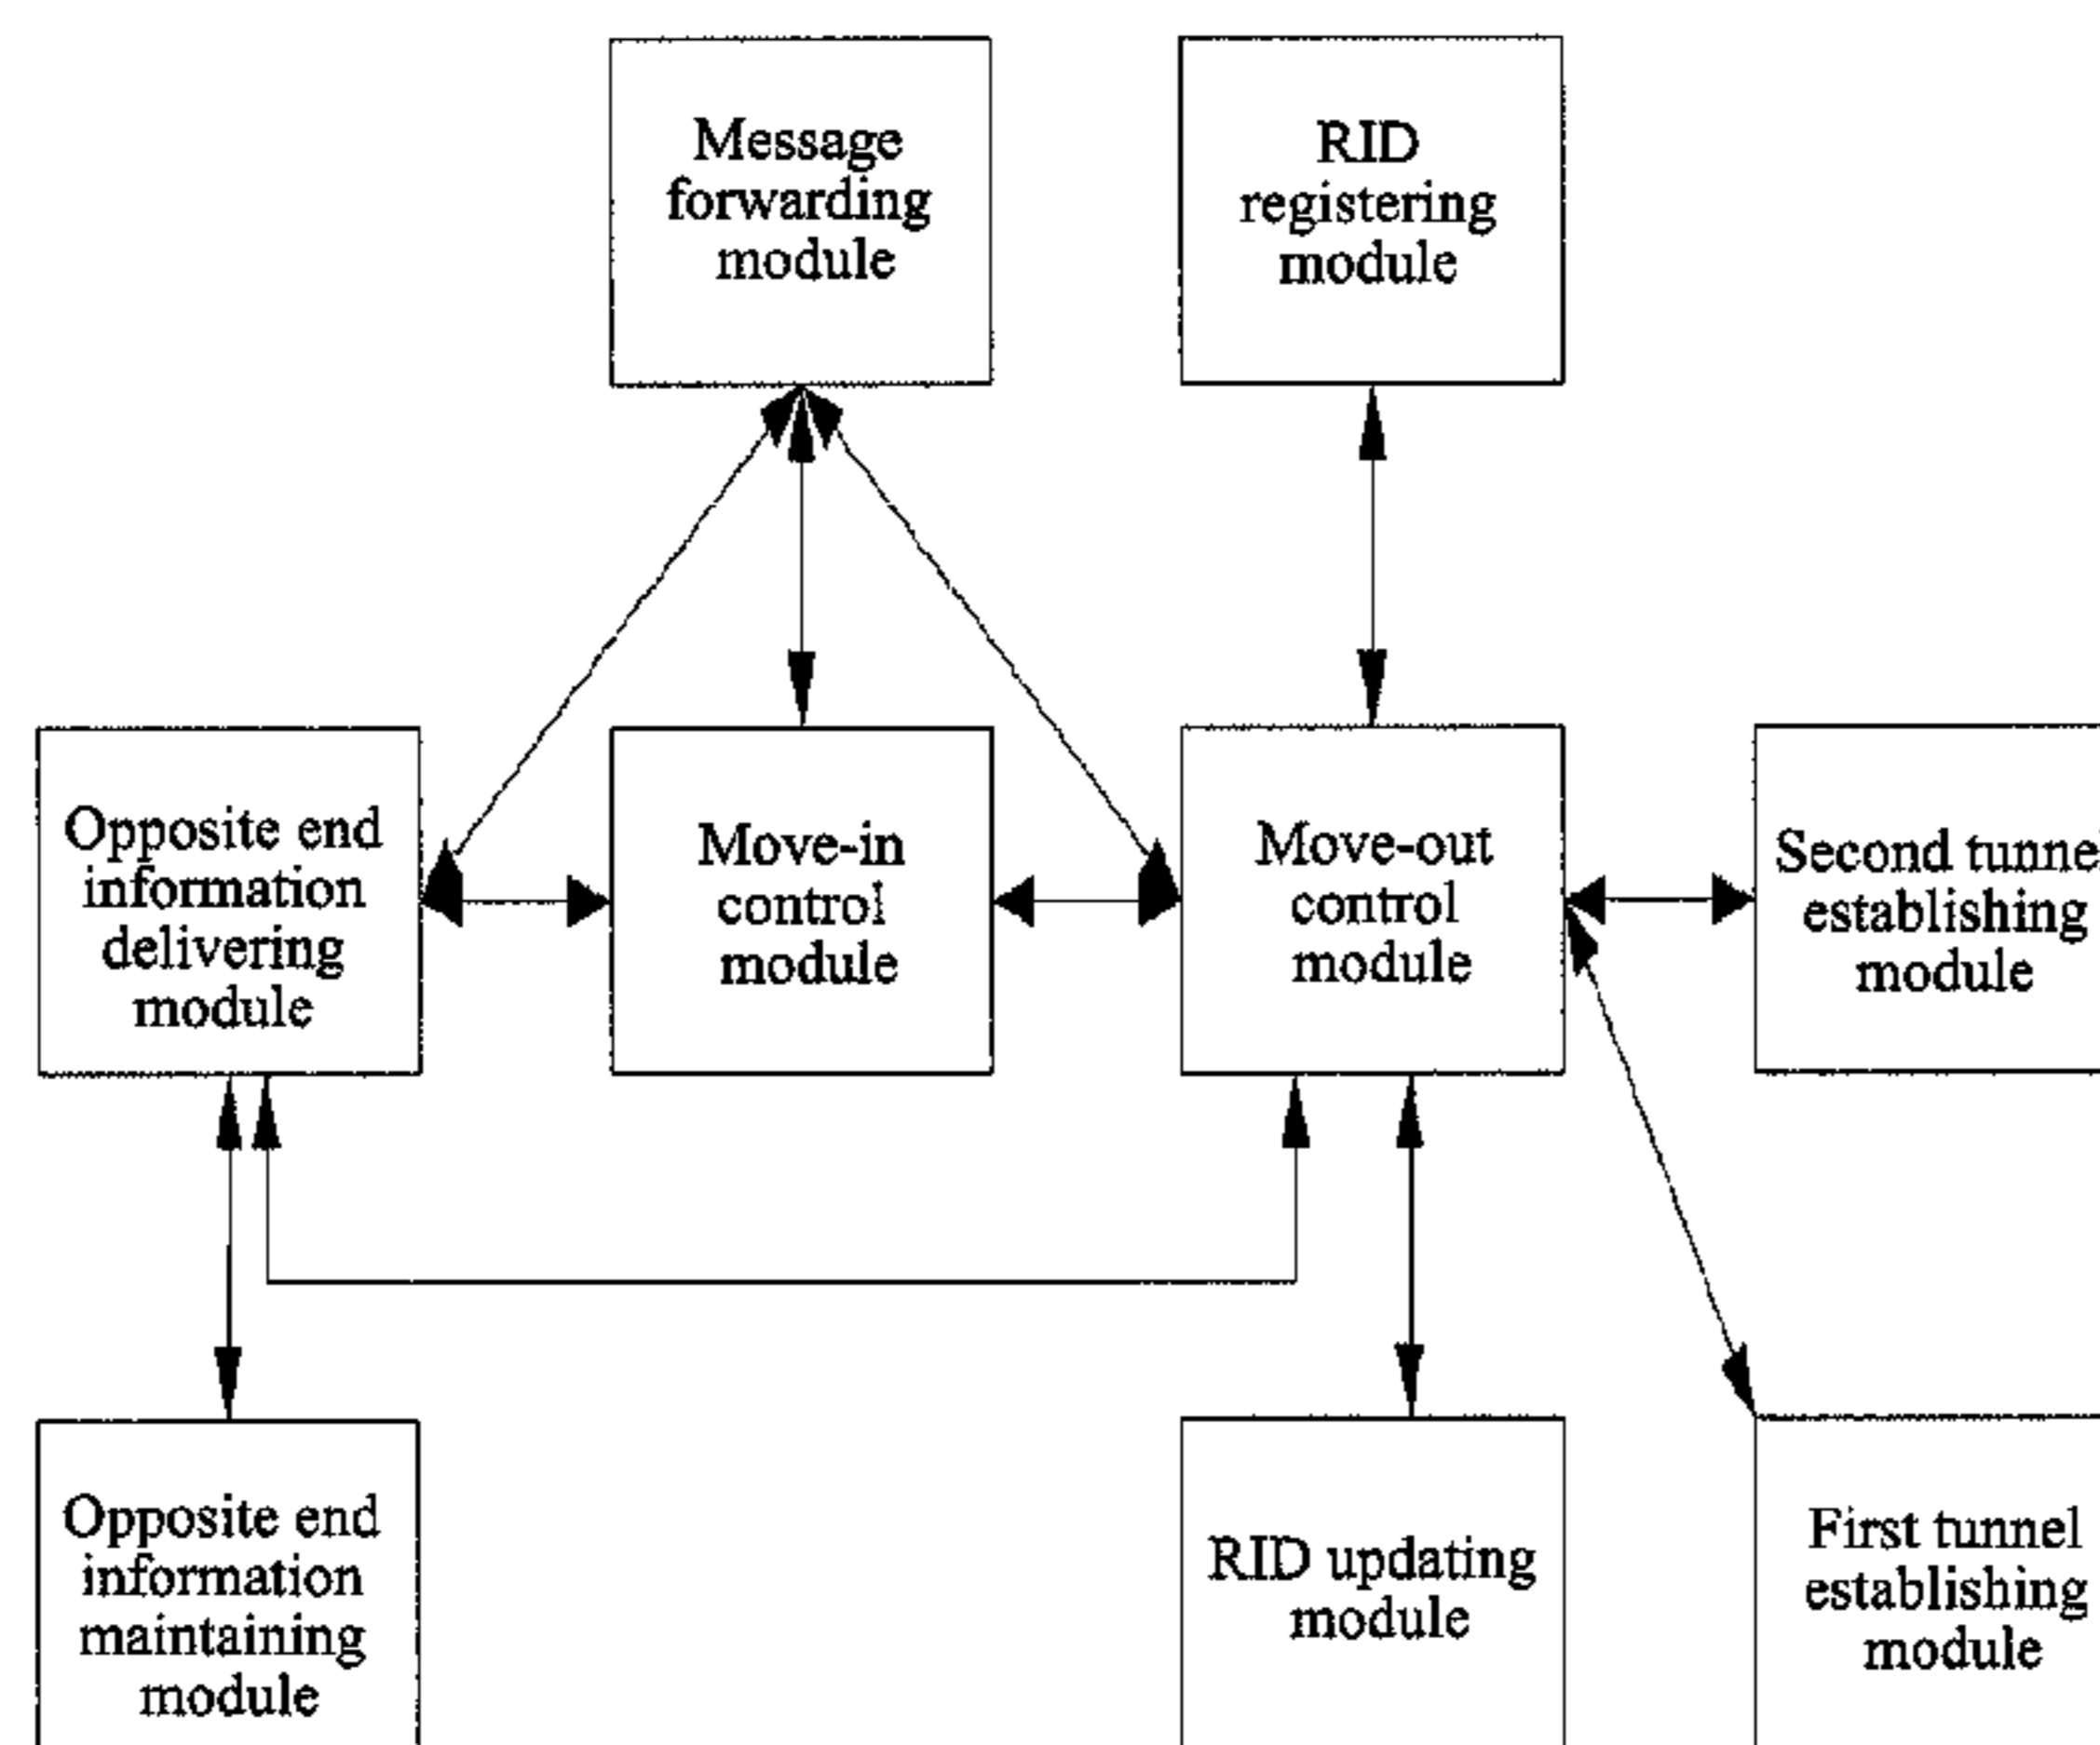 Message
forwarding
module
RID
registering
module
Opposite end
information
delivering
module
Move-in
control
module
Move-out
control
module
Second tunnel
establishing
module
Opposite end
information
maintaining
module
RID updating
module
First tunnel
establishing
module